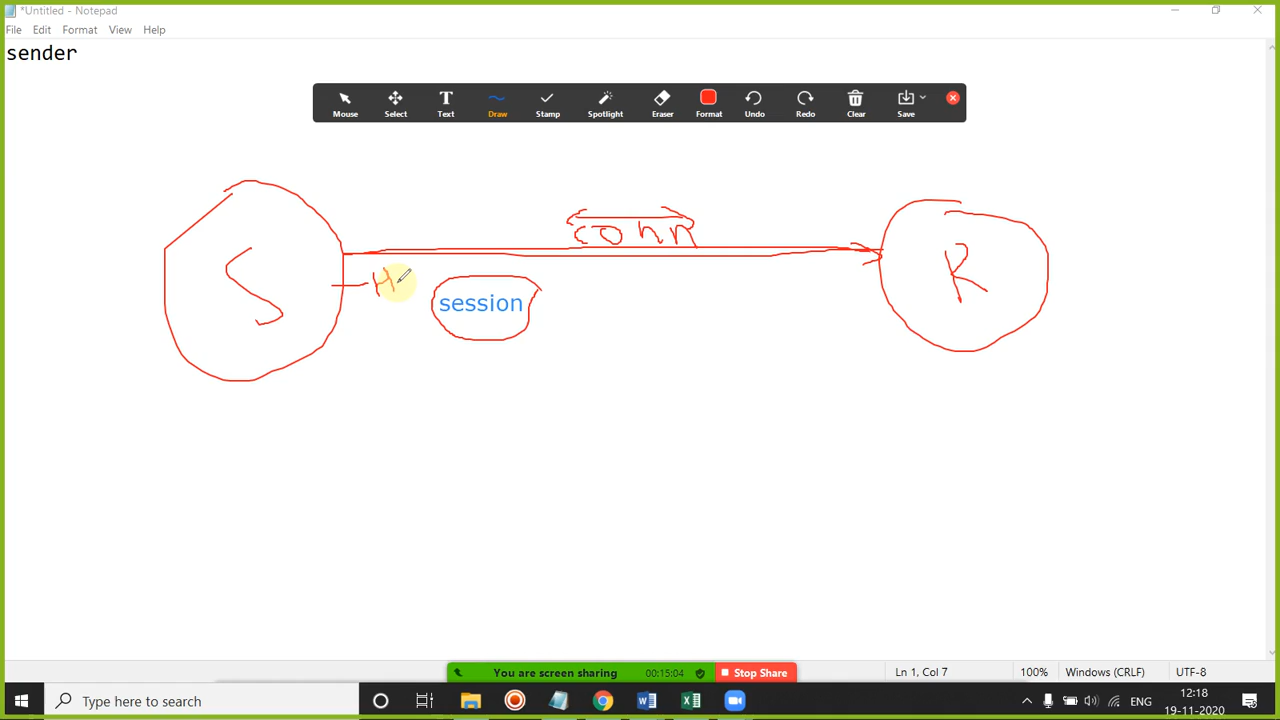 *Untitled - Notepad
File Edit Format View Help
sender
Mouse Select Text Draw Stamp Spotlight Eraser Format Undo Redo Clear Save
conn
S
H
session
R
You are screen sharing 00:15:04 Stop Share
Ln 1, Col 7 100% Windows (CRLF) UTF-8
Type here to search
ENG
12:18
19-11-2020